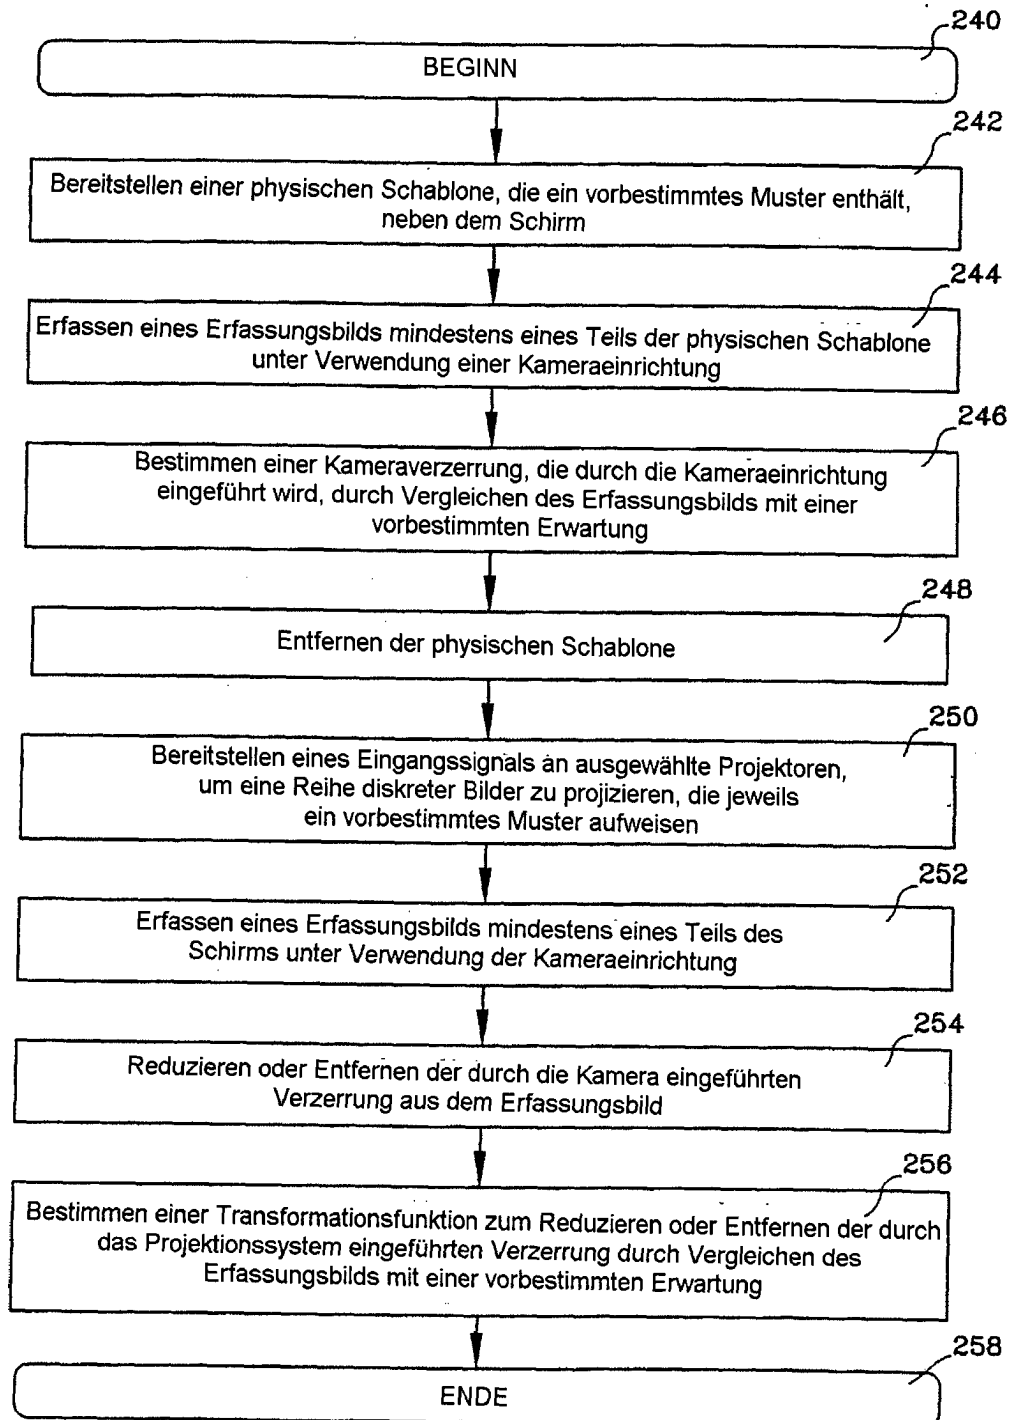 240
BEGINN
242
Bereitstellen einer physischen Schablone, die ein vorbestimmtes Muster enthält,
neben dem Schirm
244
Erfassen eines Erfassungsbilds mindestens eines Teils der physischen Schablone
unter Verwendung einer Kameraeinrichtung
246
Bestimmen einer Kameraverzerrung, die durch die Kameraeinrichtung
eingeführt wird, durch Vergleichen des Erfassungsbilds mit einer
vorbestimmten Erwartung
248
Entfernen der physischen Schablone
250
Bereitstellen eines Eingangssignals an ausgewählte Projektoren,
um eine Reihe diskreter Bilder zu projizieren, die jeweils
ein vorbestimmtes Muster aufweisen
252
Erfassen eines Erfassungsbilds mindestens eines Teils des
Schirms unter Verwendung der Kameraeinrichtung
254
Reduzieren oder Entfernen der durch die Kamera eingeführten
Verzerrung aus dem Erfassungsbild
256
Bestimmen einer Transformationsfunktion zum Reduzieren oder Entfernen der durch
das Projektionssystem eingeführten Verzerrung durch Vergleichen des
Erfassungsbilds mit einer vorbestimmten Erwartung
258
ENDE